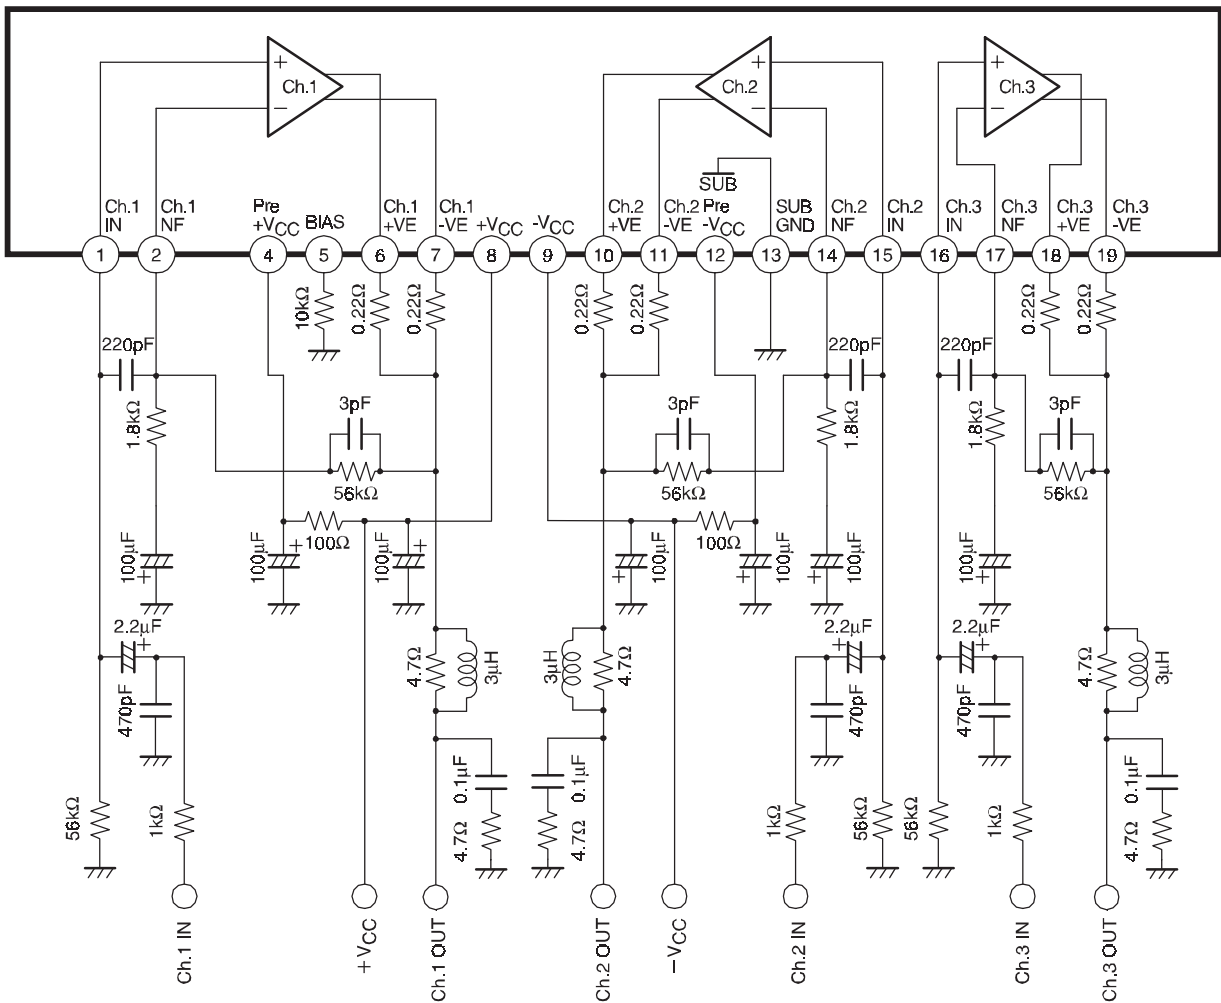 +
−
Ch.1
+
−
Ch.2
+
−
Ch.3
SUB
Ch.1
IN
Ch.1
NF
Pre
+VCC
BIAS
Ch.1
+VE
Ch.1
-VE
+VCC
-VCC
Ch.2
+VE
Ch.2
-VE
Pre
-VCC
SUB
GND
Ch.2
NF
Ch.2
IN
Ch.3
IN
Ch.3
NF
Ch.3
+VE
Ch.3
-VE
1
2
4
5
6
7
8
9
10
11
12
13
14
15
16
17
18
19
10kΩ
0.22Ω
0.22Ω
0.22Ω
0.22Ω
0.22Ω
0.22Ω
220pF
220pF
220pF
1.8kΩ
3pF
3pF
1.8kΩ
1.8kΩ
3pF
56kΩ
56kΩ
56kΩ
100Ω
100Ω
100µF
+
100µF
+
100µF
+
+
100µF
+
100µF
+
100µF
+
100µF
2.2µF
+
2.2µF
+
2.2µF
+
470pF
470pF
470pF
4.7Ω
3µH
3µH
4.7Ω
4.7Ω
3µH
0.1µF
0.1µF
0.1µF
56kΩ
1kΩ
4.7Ω
4.7Ω
1kΩ
56kΩ
56kΩ
1kΩ
4.7Ω
Ch.1 IN
+VCC
Ch.1 OUT
Ch.2 OUT
−VCC
Ch.2 IN
Ch.3 IN
Ch.3 OUT